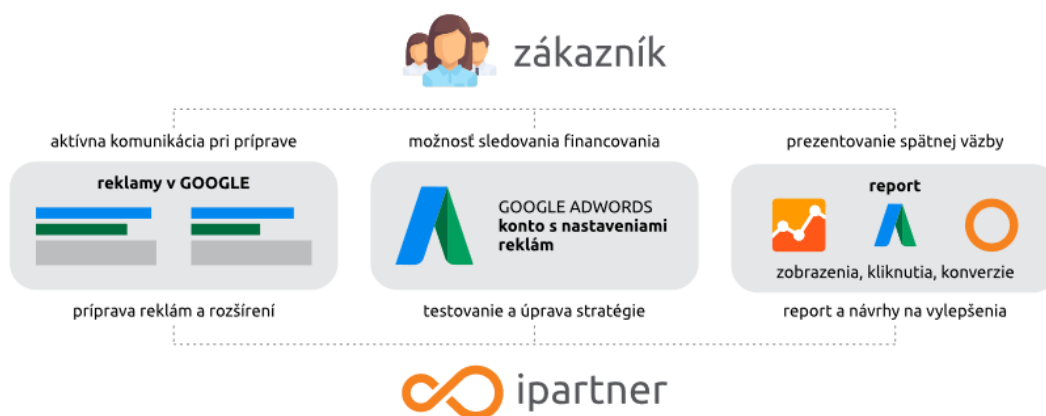 zákazník
aktívna komunikácia pri príprave
možnosť sledovania financovania
prezentovanie spätnej väzby
reklamy v GOOGLE
GOOGLE ADWORDS
konto s nastaveniami
reklám
report
zobrazenia, kliknutia, konverzie
príprava reklám a rozšírení
testovanie a úprava stratégie
report a návrhy na vylepšenia
ipartner